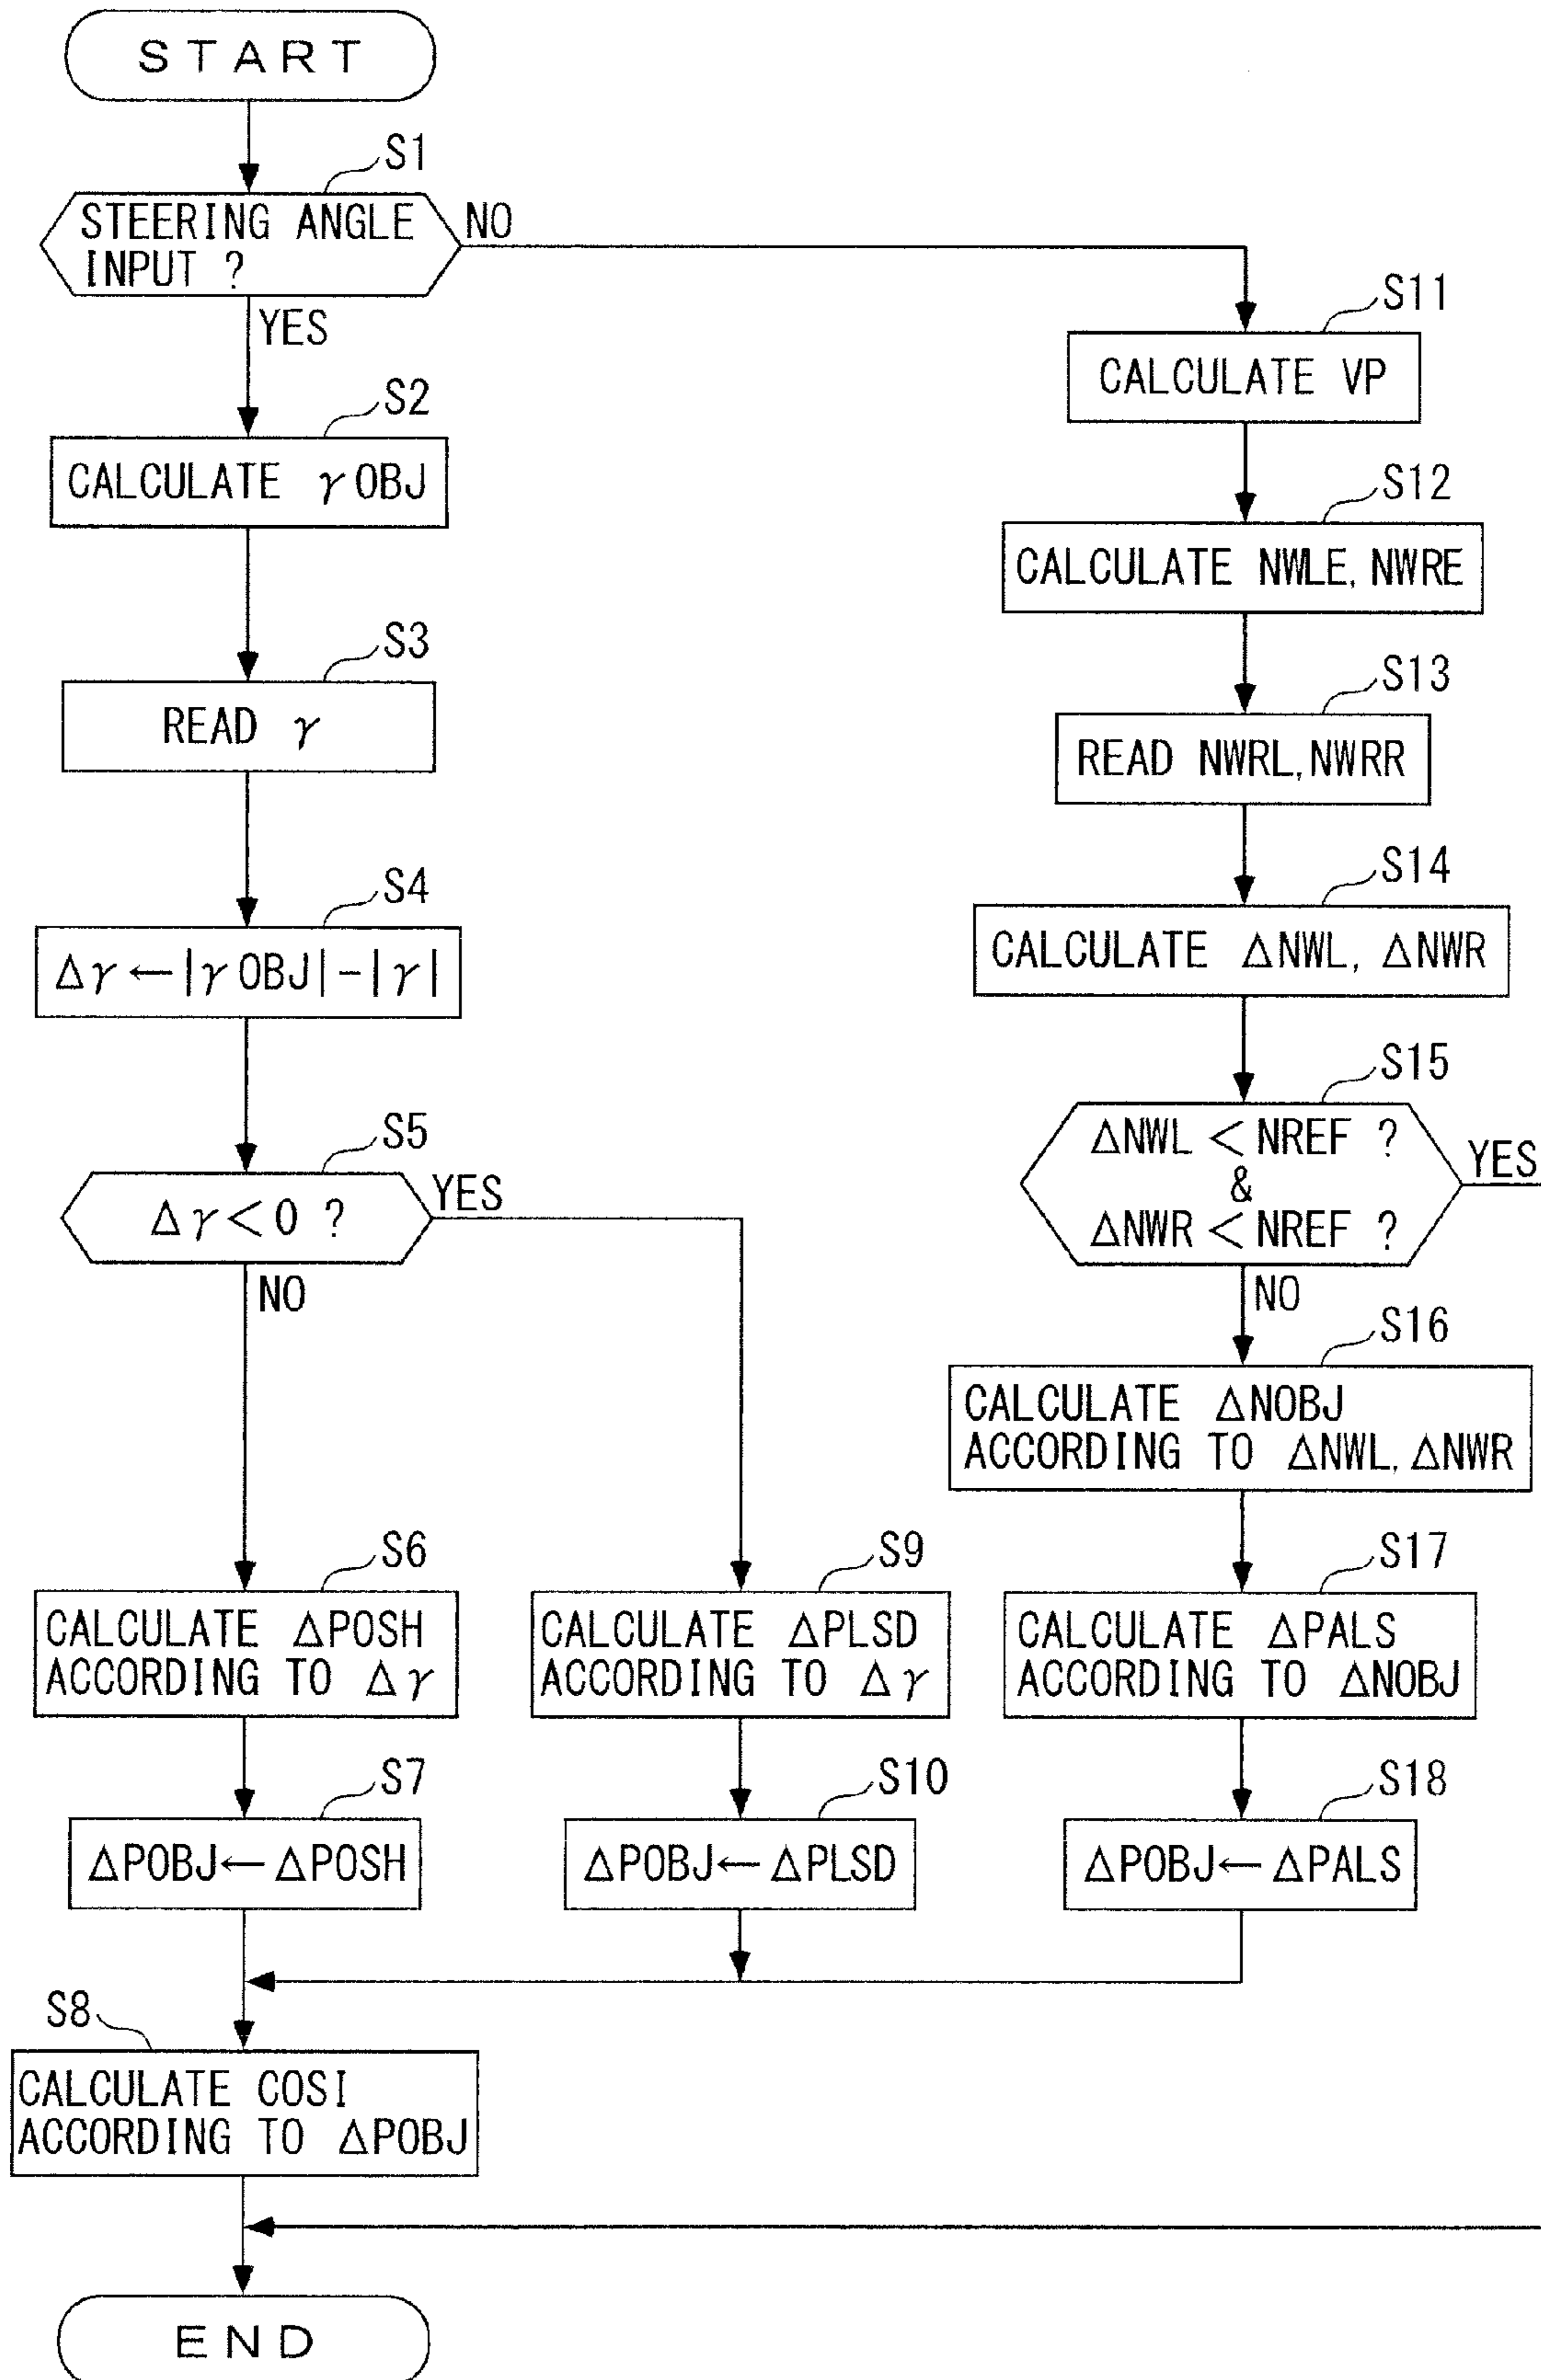 START
S1
STEERING ANGLE
INPUT ?
NO
YES
S2
CALCULATE γOBJ
S3
READ γ
S4
Δγ←|γOBJ|-|γ|
S5
Δγ<0 ?
YES
NO
S6
CALCULATE ΔPOSH
ACCORDING TO Δγ
S7
ΔPOBJ←ΔPOSH
S9
CALCULATE ΔPLSD
ACCORDING TO Δγ
S10
ΔPOBJ←ΔPLSD
S11
CALCULATE VP
S12
CALCULATE NWLE, NWRE
S13
READ NWRL, NWRR
S14
CALCULATE ΔNWL, ΔNWR
S15
ΔNWL < NREF ?
&
ΔNWR < NREF ?
YES
NO
S16
CALCULATE ΔNOBJ
ACCORDING TO ΔNWL, ΔNWR
S17
CALCULATE ΔPALS
ACCORDING TO ΔNOBJ
S18
ΔPOBJ←ΔPALS
S8
CALCULATE COSI
ACCORDING TO ΔPOBJ
END